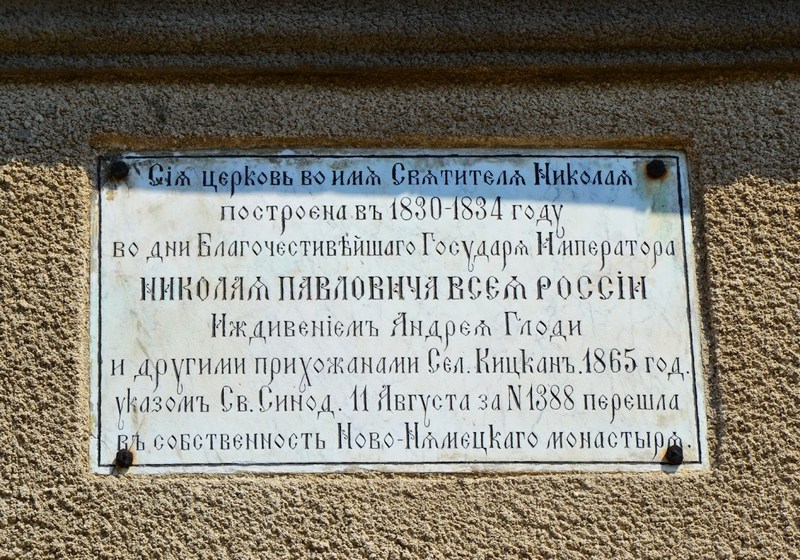 Сія церковь во имя Святителя Николая
построена въ 1830-1834 году
во дни Благочестивѣйшаго Государя Императора
НИКОЛАЯ ПАВЛОВИЧА ВСЕЯ РОССІИ
Иждивеніемъ Андрея Глоди
и другими прихожанами Сел. Кицканъ. 1865 год.
указомъ Св. Синод. 11 Августа за N 1388 перешла
въ собственность Ново-Нямецкаго монастыря.